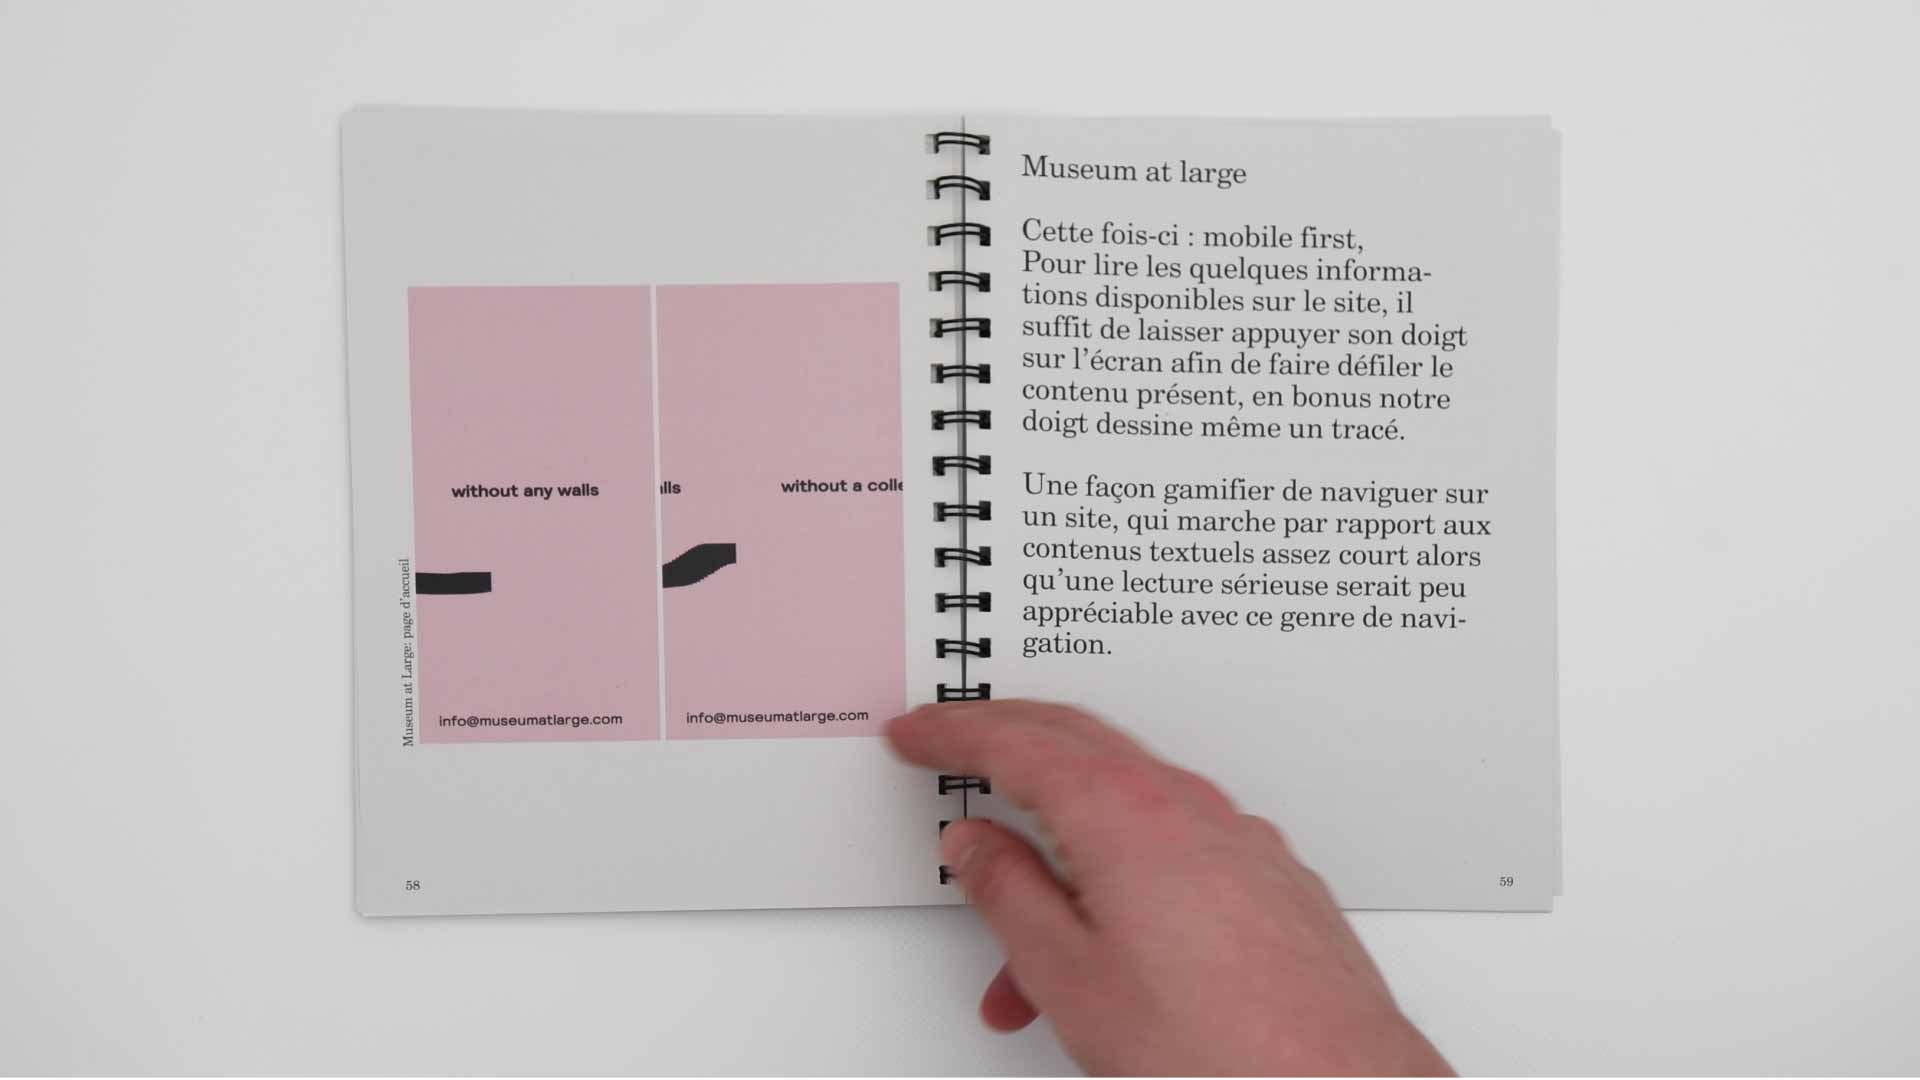 without any walls
info@museumatlarge.com
lls
without a colle
info@museumatlarge.com
Museum at Large: page d'accueil
58
Museum at large
Cette fois-ci : mobile first,
Pour lire les quelques informa-
tions disponibles sur le site, il
suffit de laisser appuyer son doigt
sur l'écran afin de faire défiler le
contenu présent, en bonus notre
doigt dessine même un tracé.
Une façon gamifier de naviguer sur
un site, qui marche par rapport aux
contenus textuels assez court alors
qu'une lecture sérieuse serait peu
appréciable avec ce genre de navi-
gation.
59